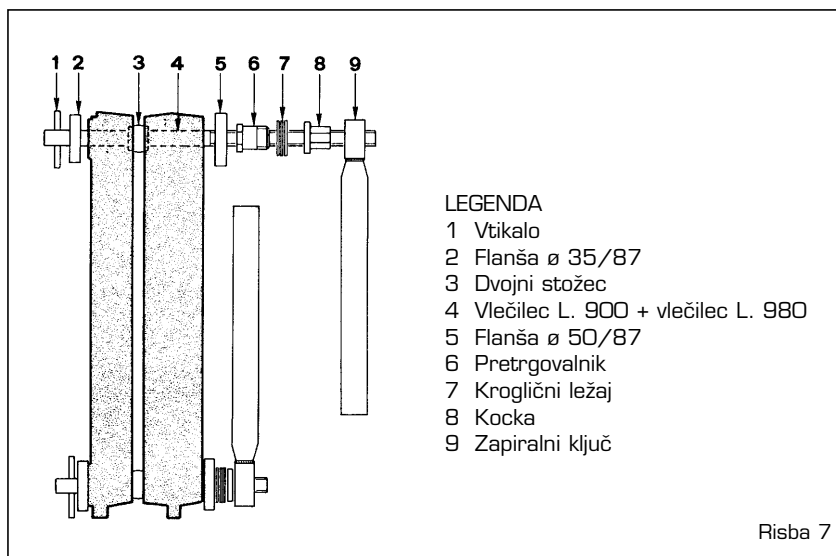 1 2 3 4 5 6 7 8 9
LEGENDA
1 Vtikalo
2 Flanša ø 35/87
3 Dvojni stožec
4 Vlečilec L. 900 + vlečilec L. 980
5 Flanša ø 50/87
6 Pretrgovalnik
7 Kroglični ležaj
8 Kocka
9 Zapiralni ključ
Risba 7